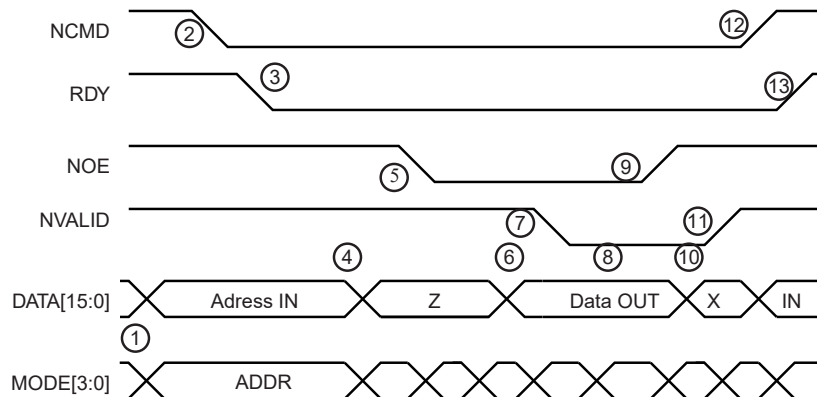 NCMD
2
12
RDY
3
13
NOE
5
9
NVALID
7
11
4
6
8
10
DATA[15:0]
Adress IN
Z
Data OUT
X
IN
1
MODE[3:0]
ADDR